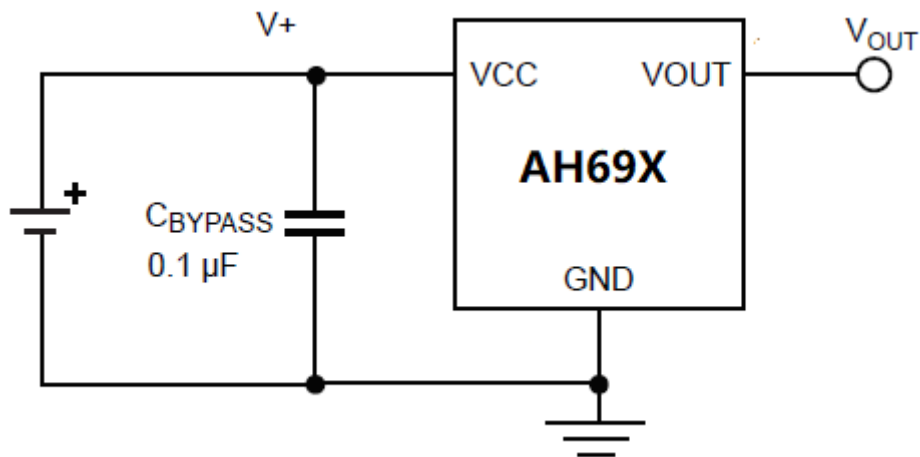 V+
VOUT
VCC
VOUT
AH69X
+
CBYPASS
0.1 µF
GND